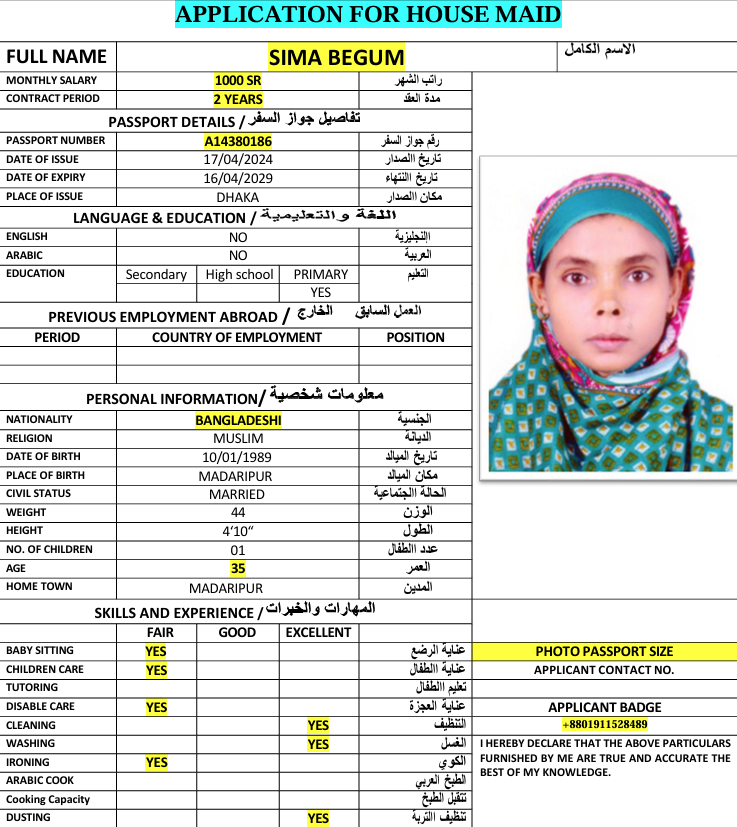 APPLICATION FOR HOUSE MAID
FULL NAME SIMA BEGUM الاسم الكامل
MONTHLY SALARY 1000 SR راتب الشهر
CONTRACT PERIOD 2 YEARS مدة العقد
PASSPORT DETAILS / تفاصيل جواز السفر
PASSPORT NUMBER A14380186 رقم جواز السفر
DATE OF ISSUE 17/04/2024 تاريخ االصدار
DATE OF EXPIRY 16/04/2029 تاريخ االنتهاء
PLACE OF ISSUE DHAKA مكان االصدار
LANGUAGE & EDUCATION / اللغة والتعليمية
ENGLISH NO اإلنجليزية
ARABIC NO العربية
EDUCATION Secondary High school PRIMARY التعليم
YES
PREVIOUS EMPLOYMENT ABROAD / العمل السابق الخارج
PERIOD COUNTRY OF EMPLOYMENT POSITION
PERSONAL INFORMATION/ معلومات شخصية
NATIONALITY BANGLADESHI الجنسية
RELIGION MUSLIM الديانة
DATE OF BIRTH 10/01/1989 تاريخ الميالد
PLACE OF BIRTH MADARIPUR مكان الميالد
CIVIL STATUS MARRIED الحالة االجتماعية
WEIGHT 44 الوزن
HEIGHT 4‘10“ الطول
NO. OF CHILDREN 01 عدد االطفال
AGE 35 العمر
HOME TOWN MADARIPUR المدين
SKILLS AND EXPERIENCE / المهارات والخبرات
FAIR GOOD EXCELLENT
BABY SITTING YES عناية الرضع
CHILDREN CARE YES عناية االطفال
TUTORING تعليم االطفال
DISABLE CARE YES عناية العجزة
CLEANING YES التنظيف
WASHING YES الغسل
IRONING YES الكوي
ARABIC COOK الطبخ العربي
Cooking Capacity تتقبل الطبخ
DUSTING YES تنظيف االتربة
PHOTO PASSPORT SIZE
APPLICANT CONTACT NO.
APPLICANT BADGE
+8801911528489
I HEREBY DECLARE THAT THE ABOVE PARTICULARS
FURNISHED BY ME ARE TRUE AND ACCURATE THE
BEST OF MY KNOWLEDGE.